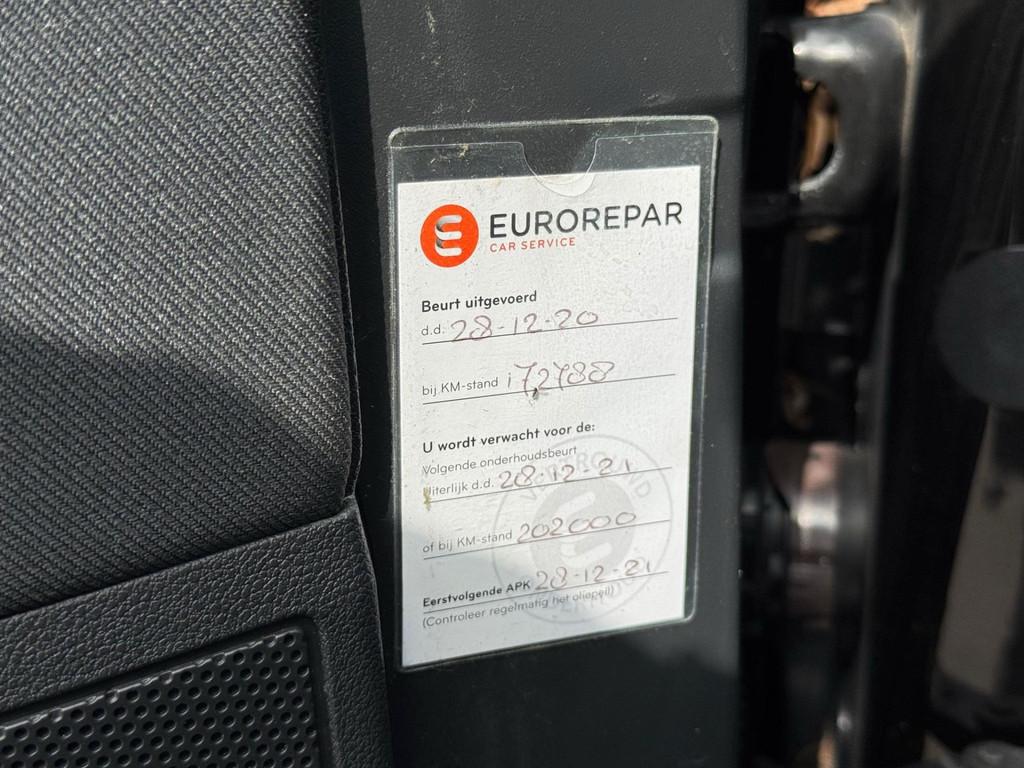 EUROREPAR
CAR SERVICE
Beurt uitgevoerd
d.d. 28-12-20
bij KM-stand 172788
U wordt verwacht voor de:
Volgende onderhoudsbeurt
Uiterlijk d.d. 28-12-21
of bij KM-stand 202000
Eerstvolgende APK 28-12-21
(Controleer regelmatig het oliepeil)